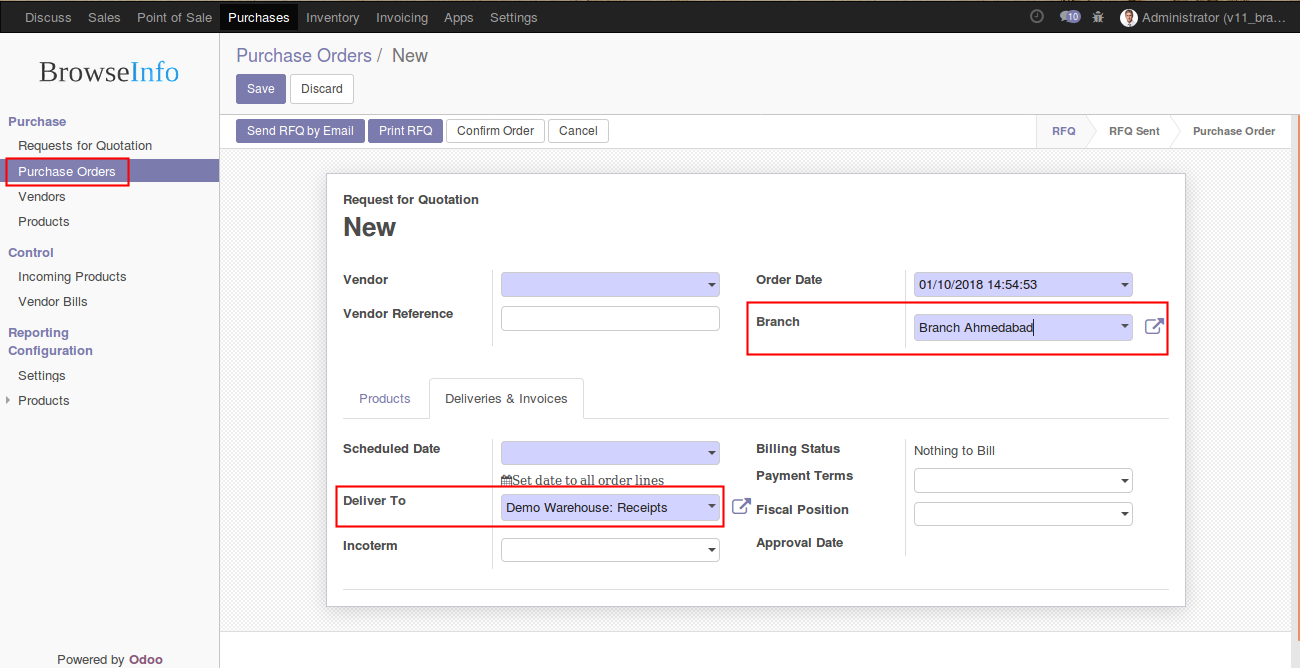 Discuss Sales Point of Sale Purchases Inventory Invoicing Apps Settings 10 Administrator (v11_bra...
BrowseInfo
Purchase
Requests for Quotation
Purchase Orders
Vendors
Products
Control
Incoming Products
Vendor Bills
Reporting
Configuration
Settings
Products
Powered by Odoo
Purchase Orders / New
Save Discard
Send RFQ by Email Print RFQ Confirm Order Cancel RFQ RFQ Sent Purchase Order
Request for Quotation
New
Vendor
Vendor Reference
Order Date 01/10/2018 14:54:53
Branch Branch Ahmedabad
Products Deliveries & Invoices
Scheduled Date
Set date to all order lines
Deliver To Demo Warehouse: Receipts
Incoterm
Billing Status Nothing to Bill
Payment Terms
Fiscal Position
Approval Date